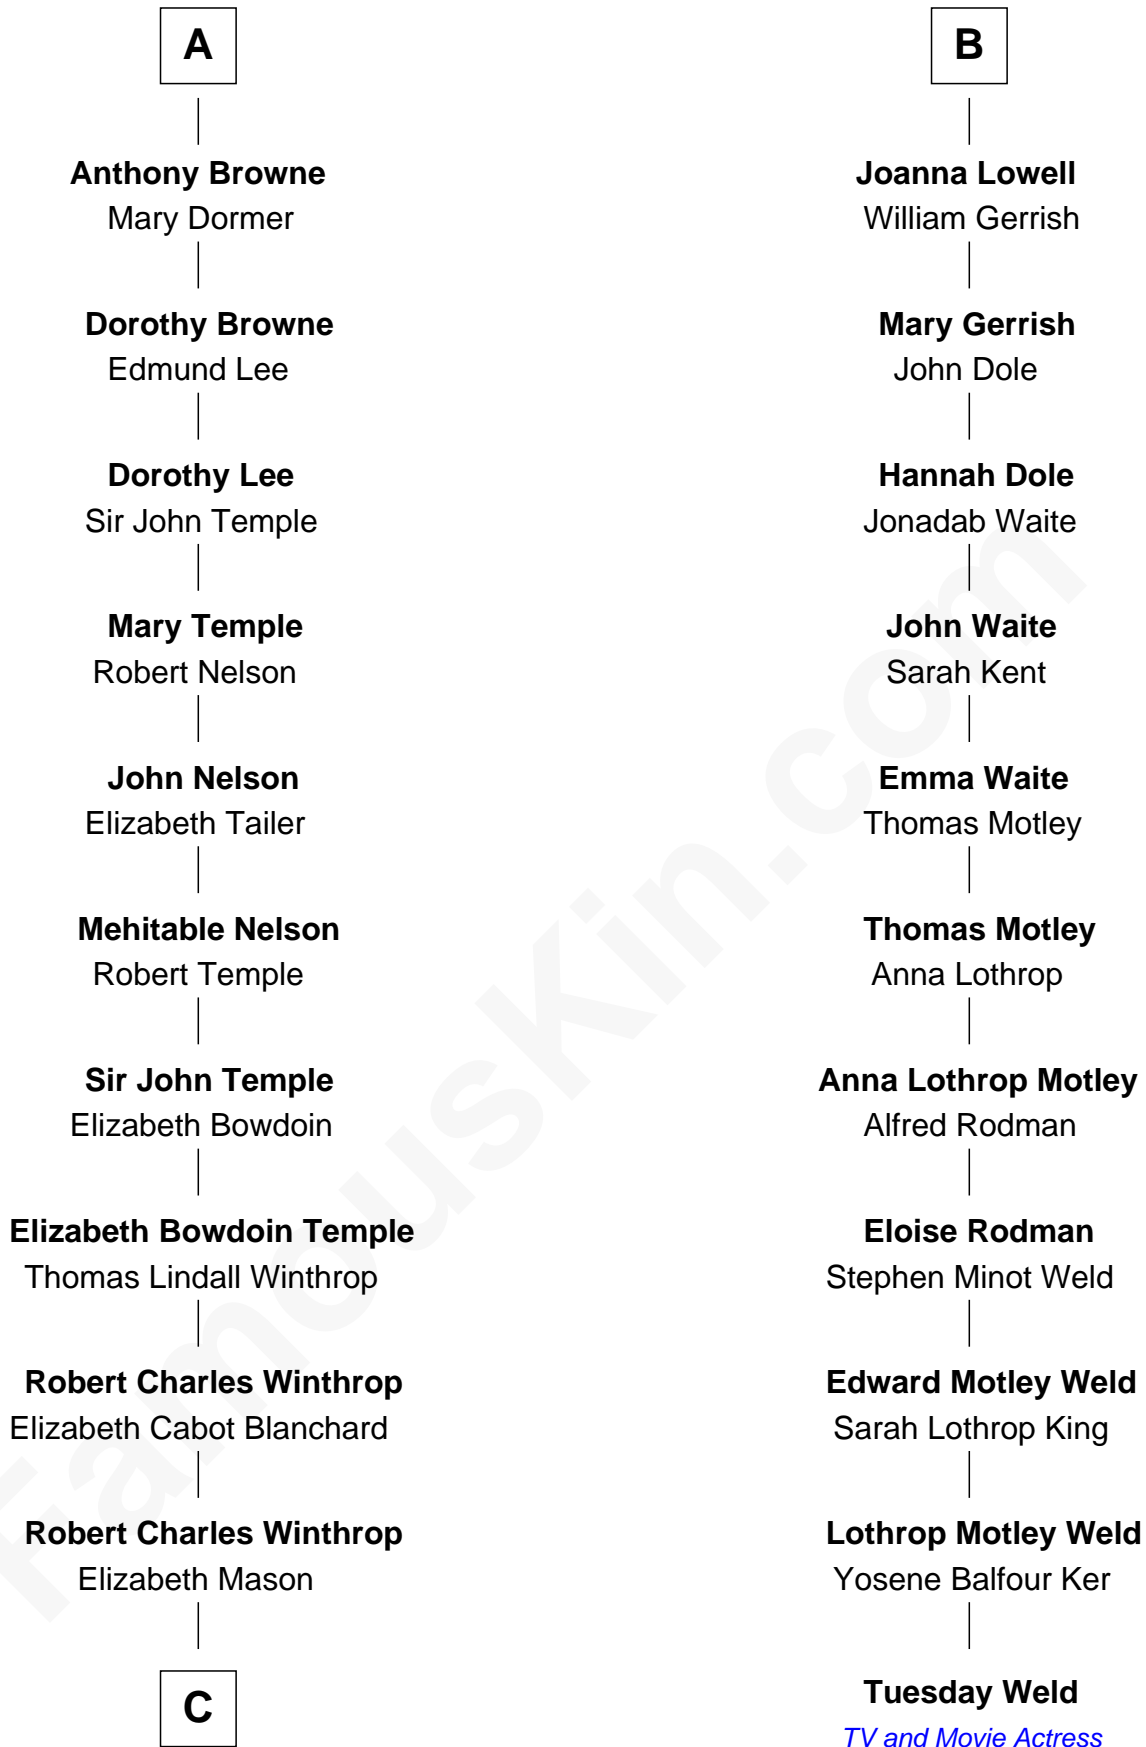 A
Anthony Browne
Mary Dormer
Dorothy Browne
Edmund Lee
Dorothy Lee
Sir John Temple
Mary Temple
Robert Nelson
John Nelson
Elizabeth Tailer
Mehitable Nelson
Robert Temple
Sir John Temple
Elizabeth Bowdoin
Elizabeth Bowdoin Temple
Thomas Lindall Winthrop
Robert Charles Winthrop
Elizabeth Cabot Blanchard
Robert Charles Winthrop
Elizabeth Mason
C
B
Joanna Lowell
William Gerrish
Mary Gerrish
John Dole
Hannah Dole
Jonadab Waite
John Waite
Sarah Kent
Emma Waite
Thomas Motley
Thomas Motley
Anna Lothrop
Anna Lothrop Motley
Alfred Rodman
Eloise Rodman
Stephen Minot Weld
Edward Motley Weld
Sarah Lothrop King
Lothrop Motley Weld
Yosene Balfour Ker
Tuesday Weld
TV and Movie Actress
FamousKin.com